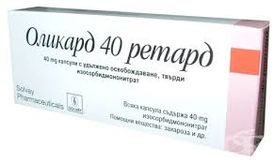 Оликард 40 ретард
40 mg капсули с удължено освобождаване, твърди
изосорбидмононитрат
Solvay
Pharmaceuticals
SOLVAY
Всяка капсула съдържа 40 mg
изосорбидмононитрат
Помощни вещества: захароза и др.